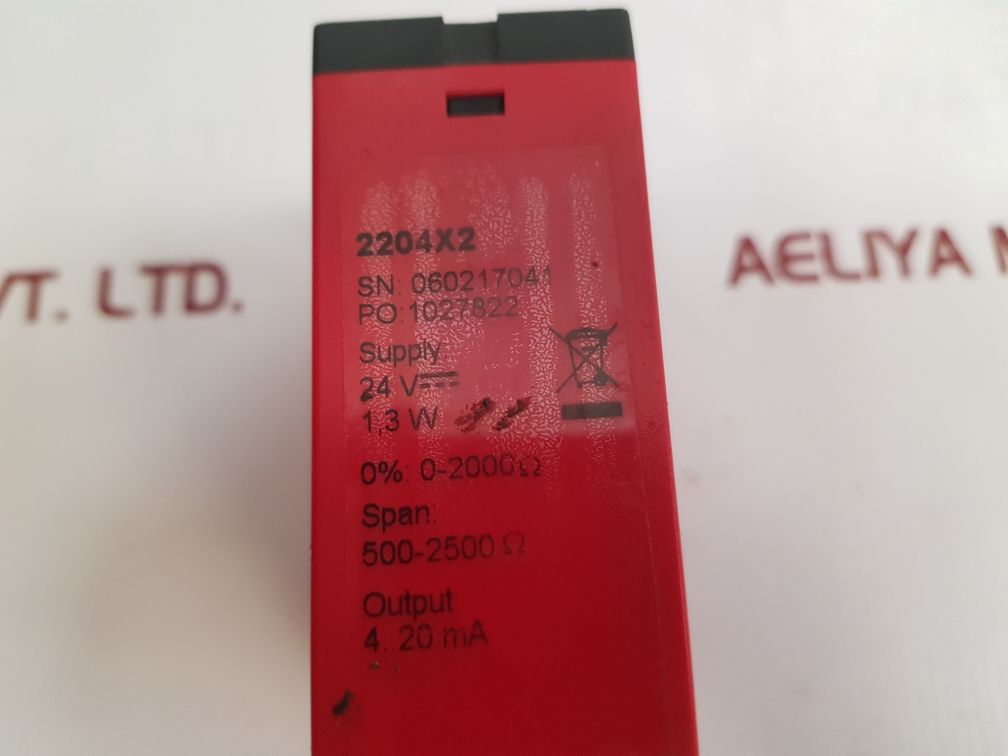 2204X2
SN: 060217041
PO:1027822
Supply
24 V
1,3 W
0%: 0-2000Ω
Span:
500-2500 Ω
Output:
4..20 mA
VT. LTD.
AELIYA M